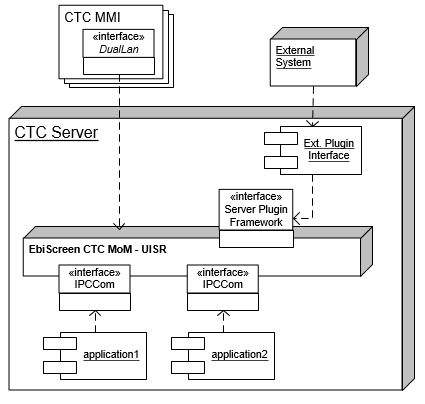 CTC MMI
«interface»
DualLan
External
System
CTC Server
Ext. Plugin
Interface
«interface»
Server Plugin
Framework
EbiScreen CTC MoM - UISR
«interface»
IPCCom
«interface»
IPCCom
application1
application2